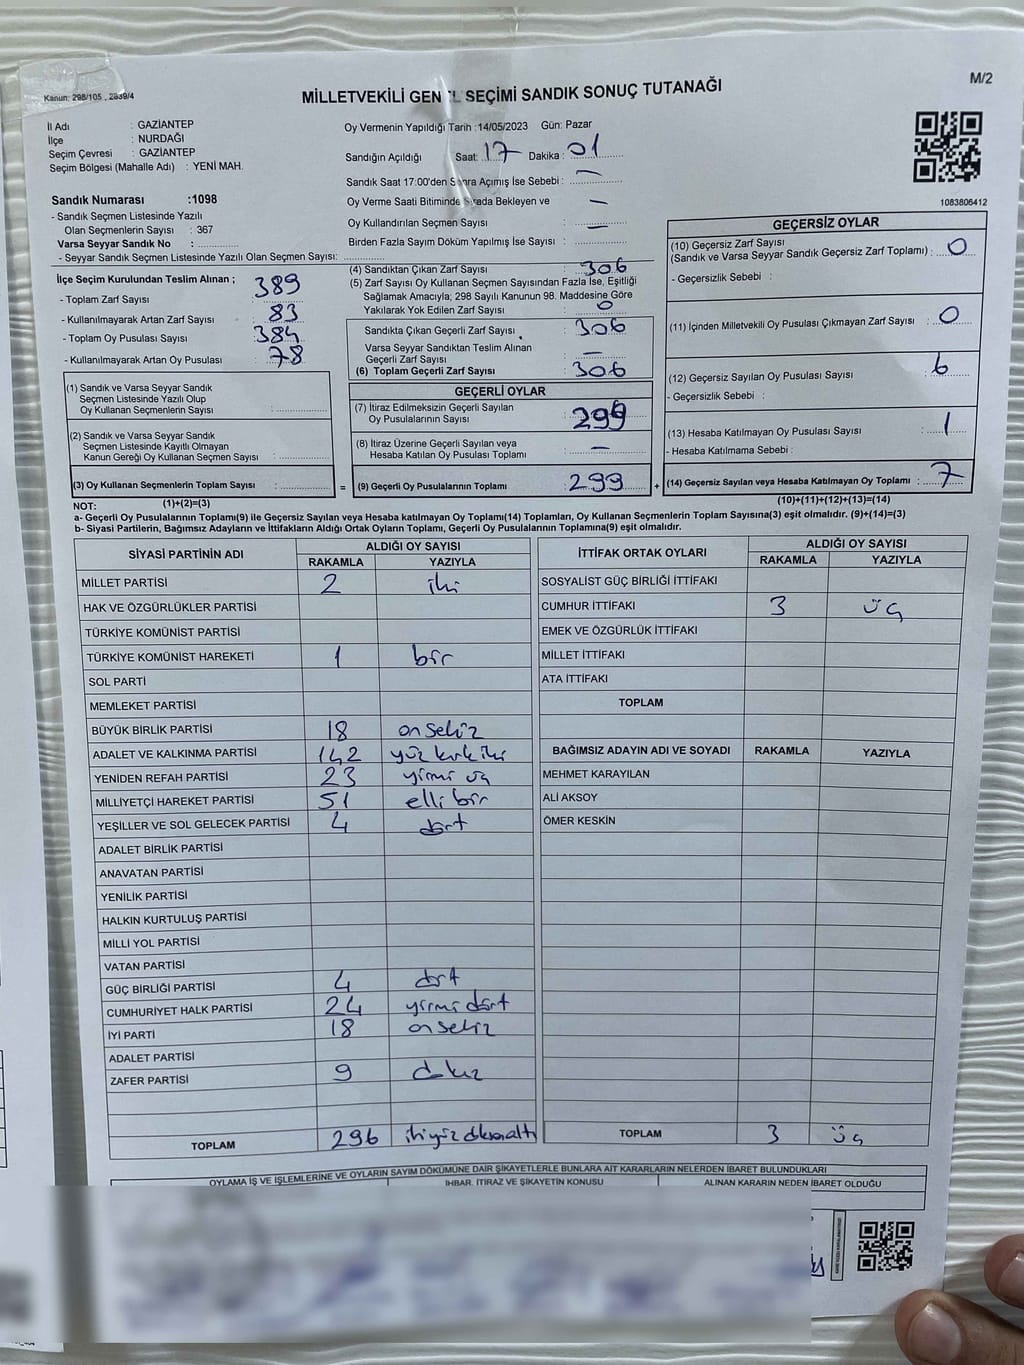 Kanun: 298/105 , 2839/4
M/2
MİLLETVEKİLİ GEN L SEÇİMİ SANDIK SONUÇ TUTANAĞI
İl Adı : GAZİANTEP
İlçe : NURDAĞI
Seçim Çevresi : GAZİANTEP
Seçim Bölgesi (Mahalle Adı) : YENİ MAH.
Sandık Numarası :1098
- Sandık Seçmen Listesinde Yazılı
Olan Seçmenlerin Sayısı : 367
Varsa Seyyar Sandık No :
- Seyyar Sandık Seçmen Listesinde Yazılı Olan Seçmen Sayısı:
Oy Vermenin Yapıldığı Tarih :14/05/2023 Gün: Pazar
Sandığın Açıldığı Saat: 17 Dakika : 01
Sandık Saat 17:00'den Sonra Açımış İse Sebebi : —
Oy Verme Saati Bitiminde Sırada Bekleyen ve —
Oy Kullandırılan Seçmen Sayısı : —
Birden Fazla Sayım Döküm Yapılmış İse Sayısı :
1083806412
İlçe Seçim Kurulundan Teslim Alınan ;
- Toplam Zarf Sayısı 389
- Kullanılmayarak Artan Zarf Sayısı 83
- Toplam Oy Pusulası Sayısı : 384
- Kullanılmayarak Artan Oy Pusulası : 78
(1) Sandık ve Varsa Seyyar Sandık
Seçmen Listesinde Yazılı Olup
Oy Kullanan Seçmenlerin Sayısı :
(2) Sandık ve Varsa Seyyar Sandık
Seçmen Listesinde Kayıtlı Olmayan
Kanun Gereği Oy Kullanan Seçmen Sayısı :
(3) Oy Kullanan Seçmenlerin Toplam Sayısı :
(4) Sandıktan Çıkan Zarf Sayısı : 306
(5) Zarf Sayısı Oy Kullanan Seçmen Sayısından Fazla İse, Eşitliği
Sağlamak Amacıyla; 298 Sayılı Kanunun 98. Maddesine Göre
Yakılarak Yok Edilen Zarf Sayısı : 0
Sandıkta Çıkan Geçerli Zarf Sayısı : 306
Varsa Seyyar Sandıktan Teslim Alınan
Geçerli Zarf Sayısı : —
(6) Toplam Geçerli Zarf Sayısı : 306
GEÇERLİ OYLAR
(7) İtiraz Edilmeksizin Geçerli Sayılan
Oy Pusulalarının Sayısı : 299
(8) İtiraz Üzerine Geçerli Sayılan veya
Hesaba Katılan Oy Pusulası Toplamı : —
= (9) Geçerli Oy Pusulalarının Toplamı : 299 +
GEÇERSİZ OYLAR
(10) Geçersiz Zarf Sayısı
(Sandık ve Varsa Seyyar Sandık Geçersiz Zarf Toplamı) : 0
- Geçersizlik Sebebi :
(11) İçinden Milletvekili Oy Pusulası Çıkmayan Zarf Sayısı : 0
(12) Geçersiz Sayılan Oy Pusulası Sayısı : 6
- Geçersizlik Sebebi :
(13) Hesaba Katılmayan Oy Pusulası Sayısı : 1
- Hesaba Katılmama Sebebi :
(14) Geçersiz Sayılan veya Hesaba Katılmayan Oy Toplamı : 7
NOT: (1)+(2)=(3)
(10)+(11)+(12)+(13)=(14)
a- Geçerli Oy Pusulalarının Toplamı(9) ile Geçersiz Sayılan veya Hesaba katılmayan Oy Toplamı(14) Toplamları, Oy Kullanan Seçmenlerin Toplam Sayısına(3) eşit olmalıdır. (9)+(14)=(3)
b- Siyasi Partilerin, Bağımsız Adayların ve İttifakların Aldığı Ortak Oyların Toplamı, Geçerli Oy Pusulalarının Toplamına(9) eşit olmalıdır.
SİYASİ PARTİNİN ADI ALDIĞI OY SAYISI
RAKAMLA YAZIYLA
MİLLET PARTİSİ 2 iki
HAK VE ÖZGÜRLÜKLER PARTİSİ
TÜRKİYE KOMÜNİST PARTİSİ
TÜRKİYE KOMÜNİST HAREKETİ 1 bir
SOL PARTİ
MEMLEKET PARTİSİ
BÜYÜK BİRLİK PARTİSİ 18 on sekiz
ADALET VE KALKINMA PARTİSİ 142 yüz kırk iki
YENİDEN REFAH PARTİSİ 23 yirmi üç
MİLLİYETÇİ HAREKET PARTİSİ 51 elli bir
YEŞİLLER VE SOL GELECEK PARTİSİ 4 dört
ADALET BİRLİK PARTİSİ
ANAVATAN PARTİSİ
YENİLİK PARTİSİ
HALKIN KURTULUŞ PARTİSİ
MİLLİ YOL PARTİSİ
VATAN PARTİSİ
GÜÇ BİRLİĞİ PARTİSİ 4 dört
CUMHURİYET HALK PARTİSİ 24 yirmi dört
İYİ PARTİ 18 on sekiz
ADALET PARTİSİ
ZAFER PARTİSİ 9 dokuz
TOPLAM 296 ikiyüz doksanaltı
İTTİFAK ORTAK OYLARI ALDIĞI OY SAYISI
RAKAMLA YAZIYLA
SOSYALİST GÜÇ BİRLİĞİ İTTİFAKI
CUMHUR İTTİFAKI 3 üç
EMEK VE ÖZGÜRLÜK İTTİFAKI
MİLLET İTTİFAKI
ATA İTTİFAKI
TOPLAM
BAĞIMSIZ ADAYIN ADI VE SOYADI RAKAMLA YAZIYLA
MEHMET KARAYILAN
ALİ AKSOY
ÖMER KESKİN
TOPLAM 3 üç
OYLAMA İŞ VE İŞLEMLERİNE VE OYLARIN SAYIM DÖKÜMÜNE DAİR ŞİKAYETLERLE BUNLARA AİT KARARLARIN NELERDEN İBARET BULUNDUKLARI
İHBAR, İTİRAZ VE ŞİKAYETİN KONUSU ALINAN KARARIN NEDEN İBARET OLDUĞU